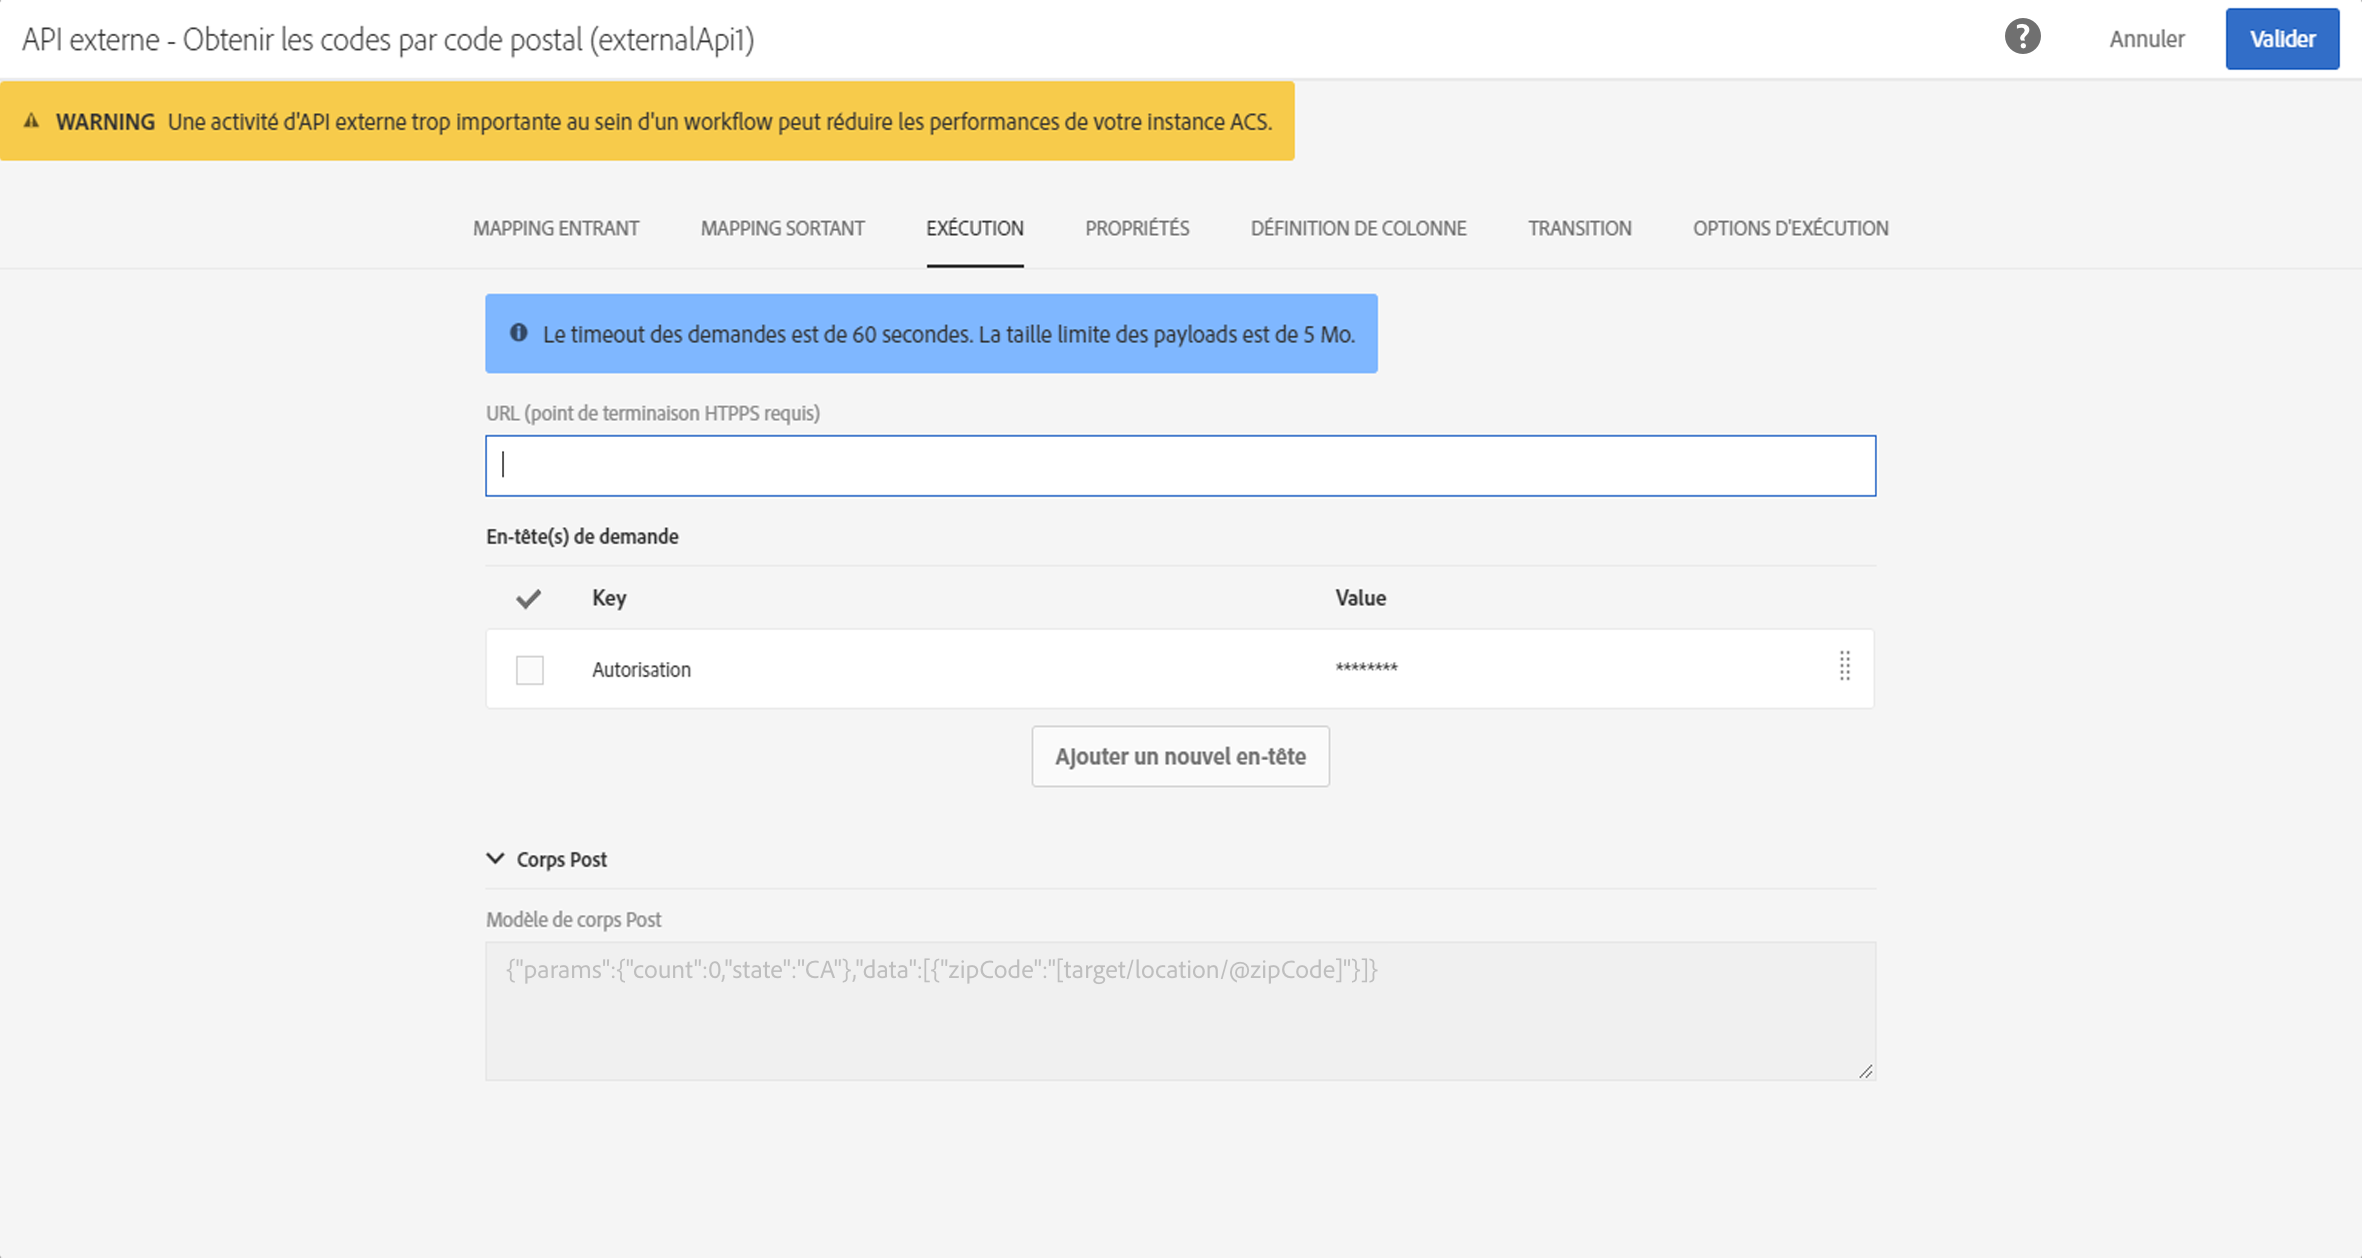 API externe - Obtenir les codes par code postal (externalApi1)
? Annuler Valider
WARNING Une activité d'API externe trop importante au sein d'un workflow peut réduire les performances de votre instance ACS.
MAPPING ENTRANT MAPPING SORTANT EXÉCUTION PROPRIÉTÉS DÉFINITION DE COLONNE TRANSITION OPTIONS D'EXÉCUTION
Le timeout des demandes est de 60 secondes. La taille limite des payloads est de 5 Mo.
URL (point de terminaison HTPPS requis)
En-tête(s) de demande
Key Value
Autorisation ********
Ajouter un nouvel en-tête
Corps Post
Modèle de corps Post
{"params":{"count":0,"state":"CA"},"data":[{"zipCode":"[target/location/@zipCode]"}]}